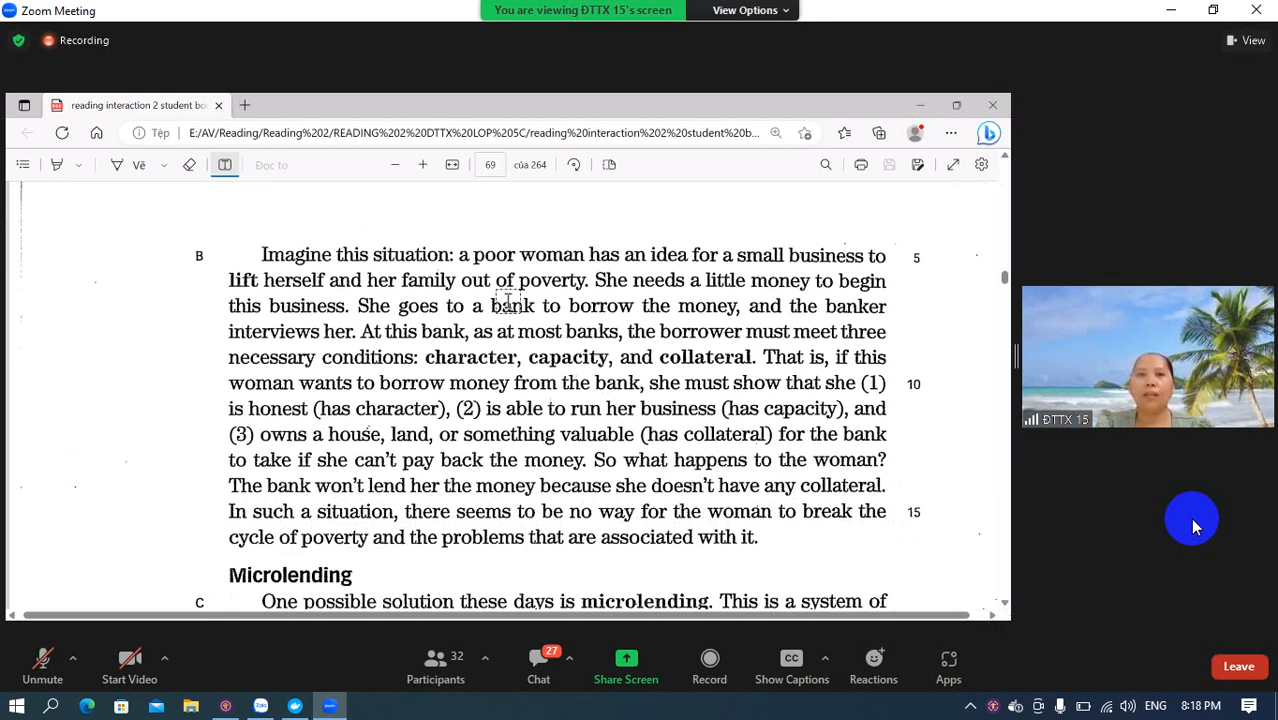 Zoom Meeting
You are viewing ĐTTX 15's screen
View Options
Recording
View
reading interaction 2 student bo
Tệp
E:/AV/Reading/Reading%202/READING%202%20DTTX%20LOP%205C/reading%20interaction%202%20student%20b...
Vẽ
Đọc to
69
của 264
B
Imagine this situation: a poor woman has an idea for a small business to
5
lift herself and her family out of poverty. She needs a little money to begin
this business. She goes to a bank to borrow the money, and the banker
interviews her. At this bank, as at most banks, the borrower must meet three
necessary conditions: character, capacity, and collateral. That is, if this
woman wants to borrow money from the bank, she must show that she (1)
10
is honest (has character), (2) is able to run her business (has capacity), and
(3) owns a house, land, or something valuable (has collateral) for the bank
to take if she can't pay back the money. So what happens to the woman?
The bank won't lend her the money because she doesn't have any collateral.
In such a situation, there seems to be no way for the woman to break the
15
cycle of poverty and the problems that are associated with it.
Microlending
C
One possible solution these days is microlending. This is a system of
ĐTTX 15
Unmute
Start Video
32
Participants
27
Chat
Share Screen
Record
CC
Show Captions
Reactions
Apps
Leave
Zalo
ENG
8:18 PM